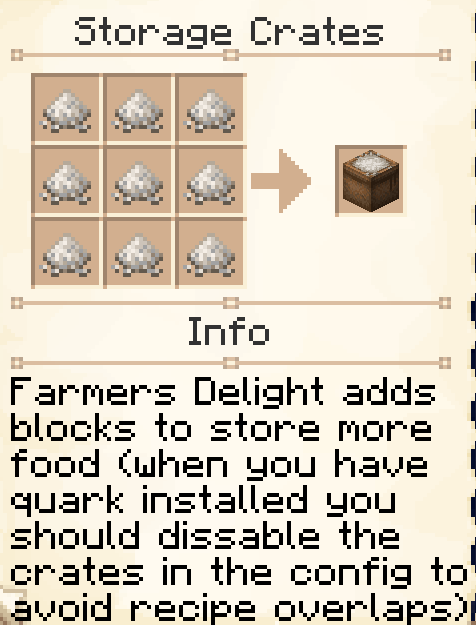 Storage Crates
Info
Farmers Delight adds
blocks to store more
food (when you have
quark installed you
should dissable the
crates in the config to
avoid recipe overlaps)